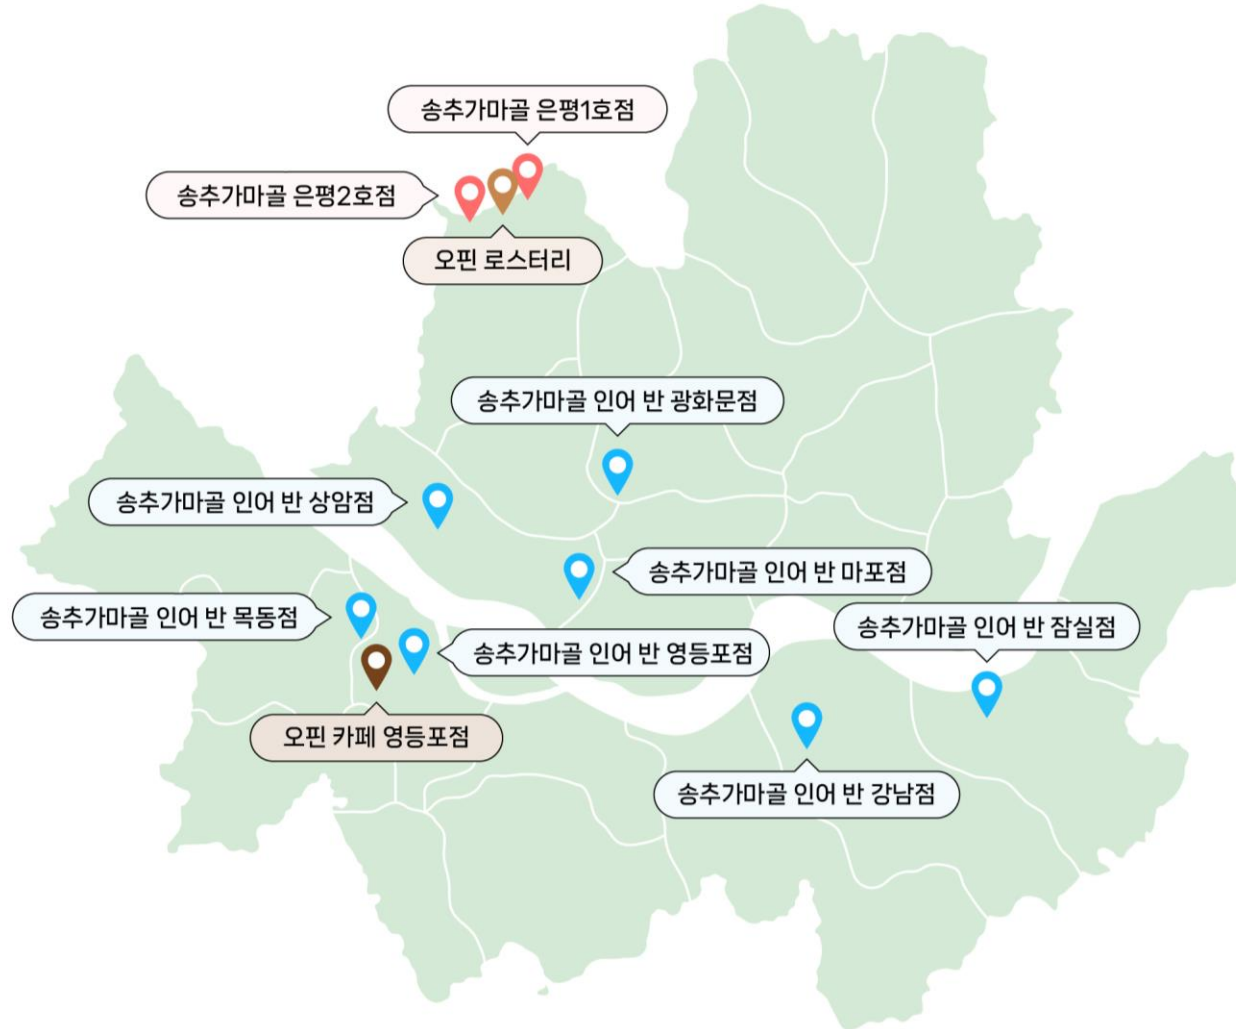 송추가마골 은평1호점
송추가마골 은평2호점
오핀 로스터리
송추가마골 인어 반 광화문점
송추가마골 인어 반 상암점
송추가마골 인어 반 마포점
송추가마골 인어 반 목동점
송추가마골 인어 반 잠실점
송추가마골 인어 반 영등포점
오핀 카페 영등포점
송추가마골 인어 반 강남점